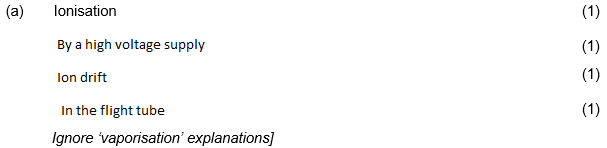 (a) Ionisation (1)
By a high voltage supply (1)
Ion drift (1)
In the flight tube (1)
Ignore ‘vaporisation’ explanations]